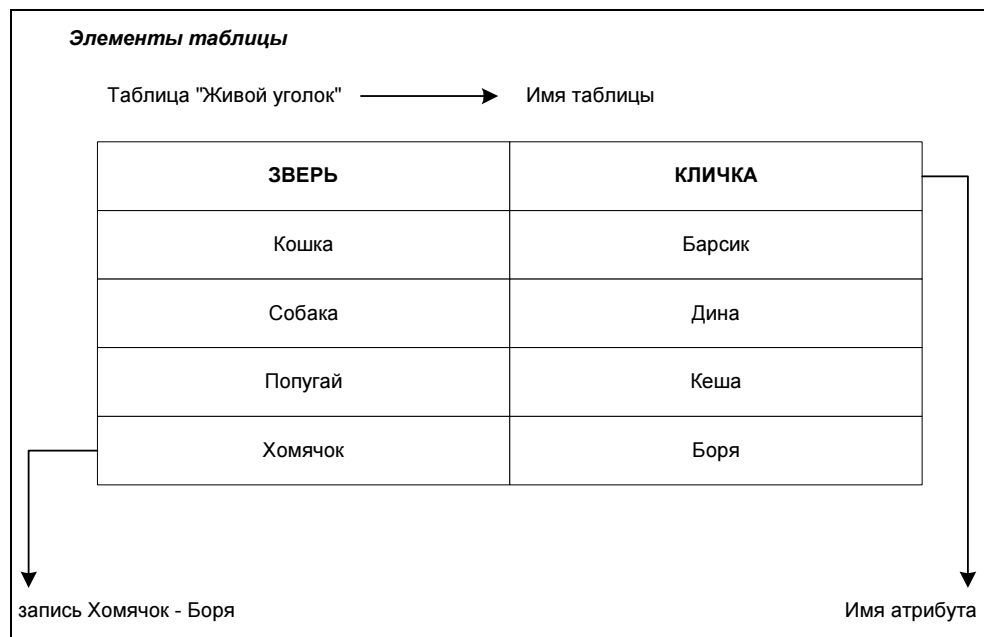 Элементы таблицы
Таблица "Живой уголок" Имя таблицы
ЗВЕРЬ КЛИЧКА
Кошка Барсик
Собака Дина
Попугай Кеша
Хомячок Боря
запись Хомячок - Боря Имя атрибута